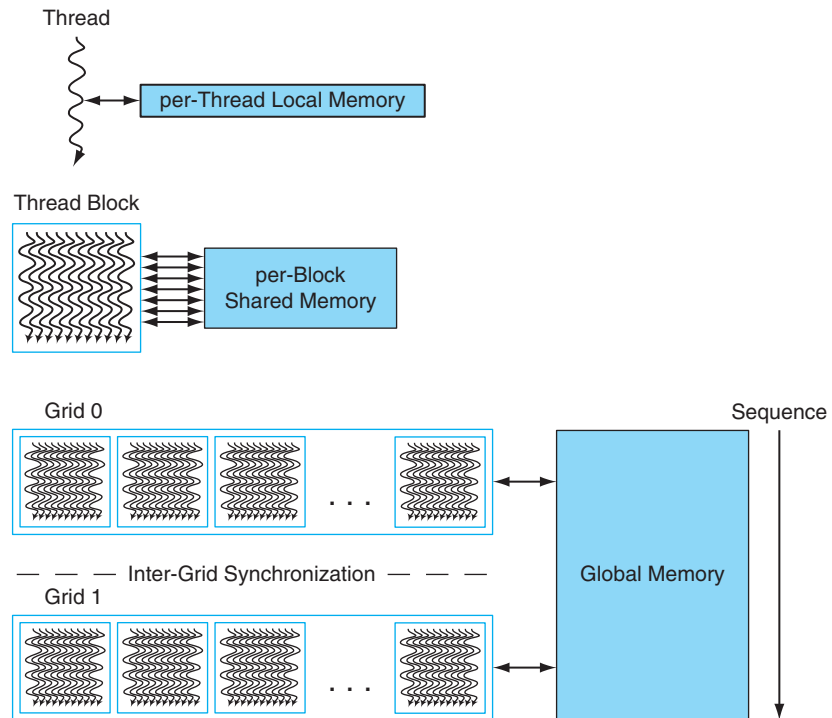 Thread
per-Thread Local Memory
Thread Block
per-Block
Shared Memory
Grid 0
Sequence
. . .
Inter-Grid Synchronization
Global Memory
Grid 1
. . .